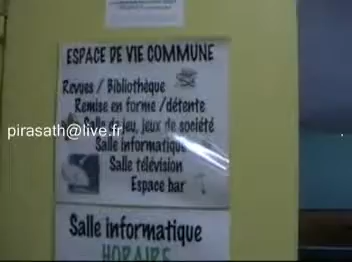 ESPACE DE VIE COMMUNE
Revues / Bibliothèque
Remise en forme /détente
Salle de jeu, jeux de société
pirasath@live.fr
Salle informatique
Salle télévision
Espace bar
Salle informatique
HORAIRE